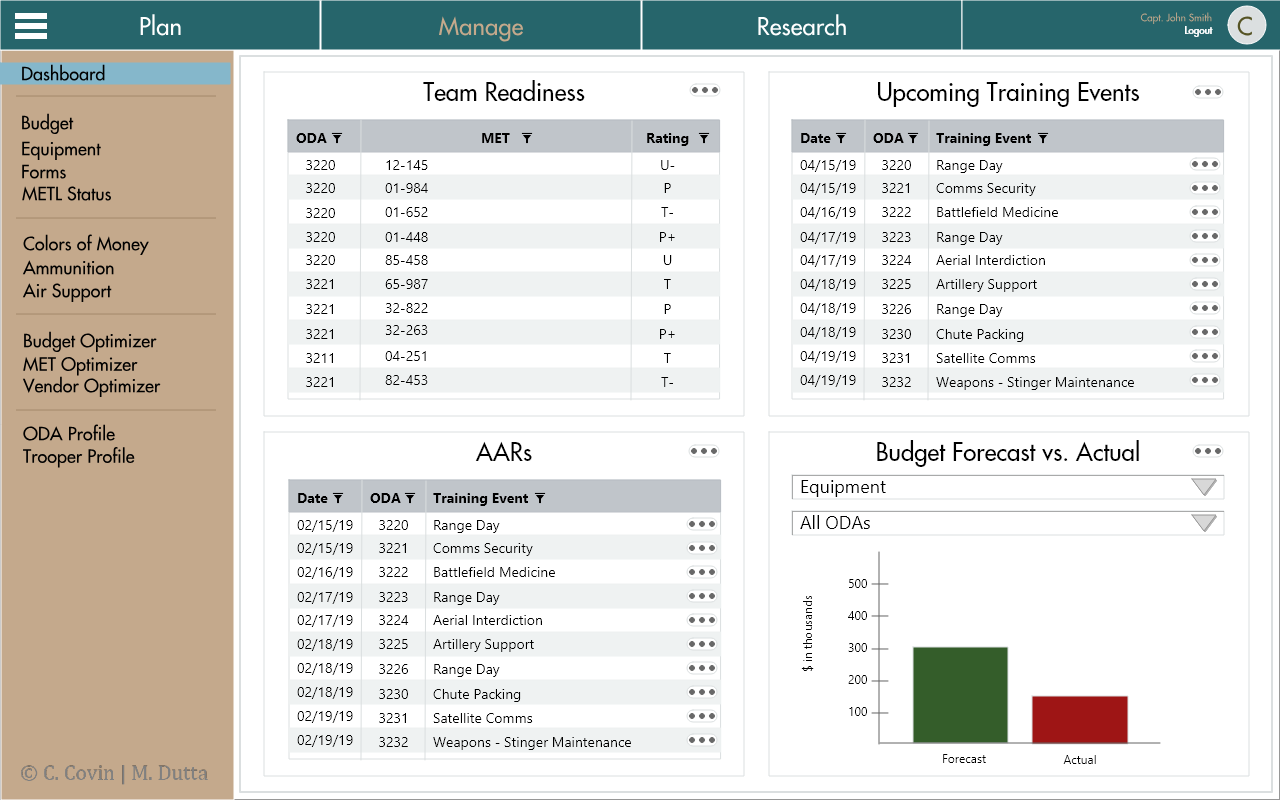 Plan
Manage
Research
Capt. John Smith
Logout
C
Dashboard
Budget
Equipment
Forms
METL Status
Colors of Money
Ammunition
Air Support
Budget Optimizer
MET Optimizer
Vendor Optimizer
ODA Profile
Trooper Profile
© C. Covin | M. Dutta
Team Readiness
ODA MET Rating
3220 12-145 U-
3220 01-984 P
3220 01-652 T-
3220 01-448 P+
3220 85-458 U
3221 65-987 T
3221 32-822 P
3221 32-263 P+
3211 04-251 T
3221 82-453 T-
Upcoming Training Events
Date ODA Training Event
04/15/19 3220 Range Day
04/15/19 3221 Comms Security
04/16/19 3222 Battlefield Medicine
04/17/19 3223 Range Day
04/17/19 3224 Aerial Interdiction
04/18/19 3225 Artillery Support
04/18/19 3226 Range Day
04/18/19 3230 Chute Packing
04/19/19 3231 Satellite Comms
04/19/19 3232 Weapons - Stinger Maintenance
AARs
Date ODA Training Event
02/15/19 3220 Range Day
02/15/19 3221 Comms Security
02/16/19 3222 Battlefield Medicine
02/17/19 3223 Range Day
02/17/19 3224 Aerial Interdiction
02/18/19 3225 Artillery Support
02/18/19 3226 Range Day
02/18/19 3230 Chute Packing
02/19/19 3231 Satellite Comms
02/19/19 3232 Weapons - Stinger Maintenance
Budget Forecast vs. Actual
Equipment
All ODAs
$ in thousands
500
400
300
200
100
Forecast
Actual